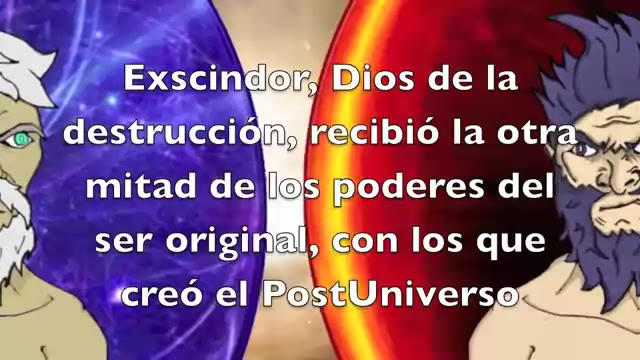 Exscindor, Dios de la
destrucción, recibió la otra
mitad de los poderes del
ser original, con los que
creó el PostUniverso